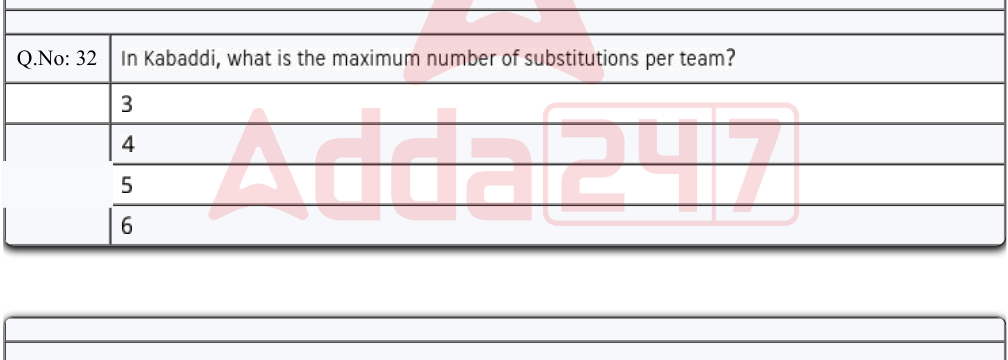 Q.No: 32 In Kabaddi, what is the maximum number of substitutions per team?
3
4
5
6
Adda247